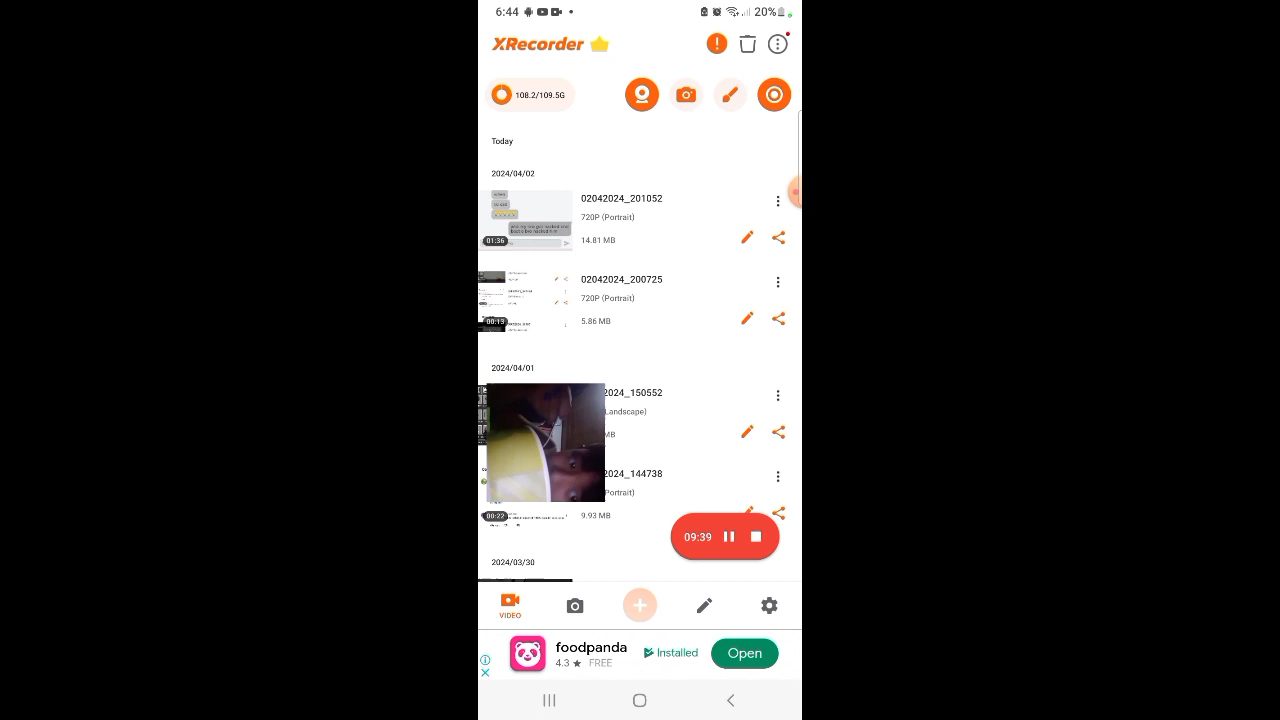 6:44
20%
XRecorder
108.2/109.5G
Today
2024/04/02
02042024_201052
720P (Portrait)
01:36
14.81 MB
02042024_200725
720P (Portrait)
00:13
5.86 MB
2024/04/01
2024_150552
Landscape)
MB
2024_144738
Portrait)
00:22
9.93 MB
09:39
2024/03/30
VIDEO
foodpanda
4.3 ★ FREE
Installed
Open